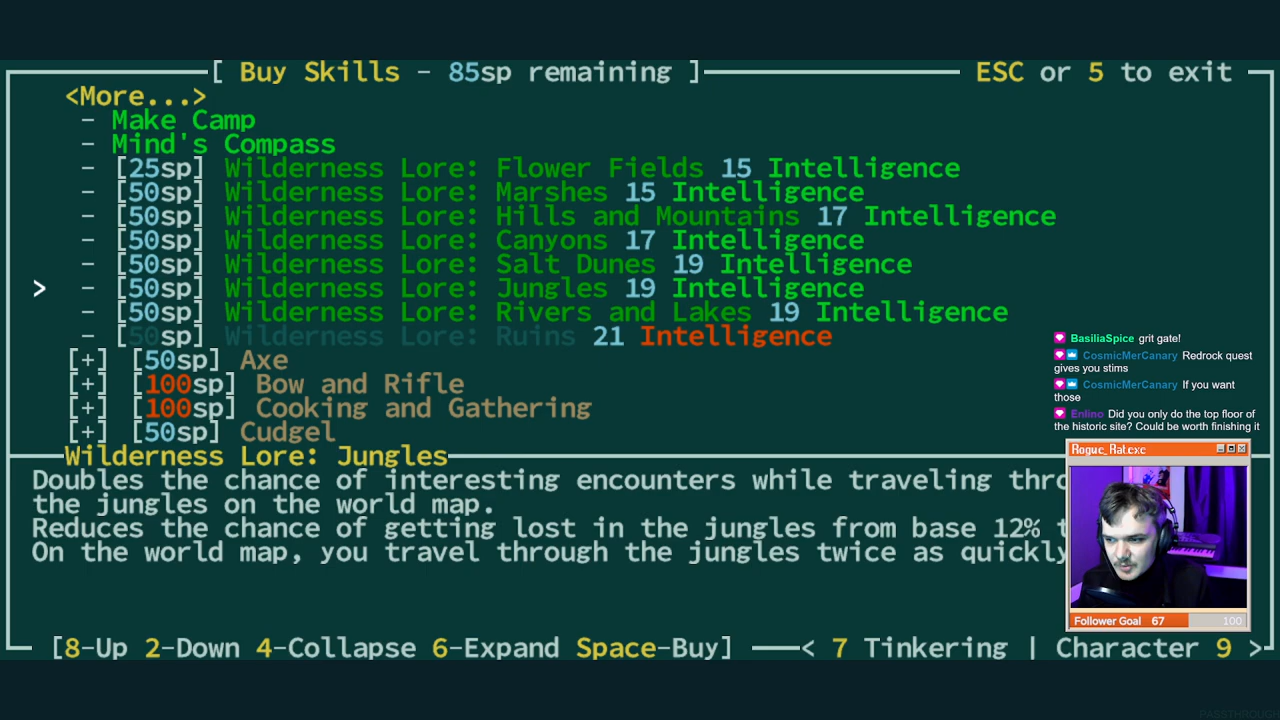 [ Buy Skills - 85sp remaining ] ESC or 5 to exit
<More...>
- Make Camp
- Mind's Compass
- [25sp] Wilderness Lore: Flower Fields 15 Intelligence
- [50sp] Wilderness Lore: Marshes 15 Intelligence
- [50sp] Wilderness Lore: Hills and Mountains 17 Intelligence
- [50sp] Wilderness Lore: Canyons 17 Intelligence
- [50sp] Wilderness Lore: Salt Dunes 19 Intelligence
> - [50sp] Wilderness Lore: Jungles 19 Intelligence
- [50sp] Wilderness Lore: Rivers and Lakes 19 Intelligence
- [50sp] Wilderness Lore: Ruins 21 Intelligence
[+] [50sp] Axe
[+] [100sp] Bow and Rifle
[+] [100sp] Cooking and Gathering
[+] [50sp] Cudgel
Wilderness Lore: Jungles
Doubles the chance of interesting encounters while traveling thro
the jungles on the world map.
Reduces the chance of getting lost in the jungles from base 12% t
On the world map, you travel through the jungles twice as quickly
[8-Up 2-Down 4-Collapse 6-Expand Space-Buy] < 7 Tinkering | Character 9 >
BasiliaSpice grit gate!
CosmicMerCanary Redrock quest
gives you stims
CosmicMerCanary If you want
those
Enlino Did you only do the top floor of
the historic site? Could be worth finishing it
Rogue_Rat.exe
Follower Goal 67 100
PASSTHROUGH